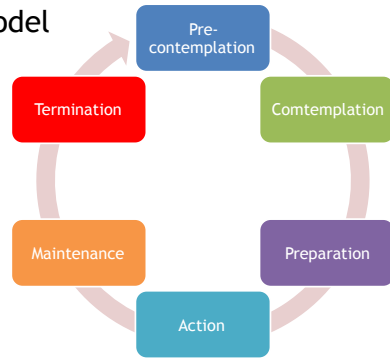 odel
Pre-
contemplation
Comtemplation
Preparation
Action
Maintenance
Termination